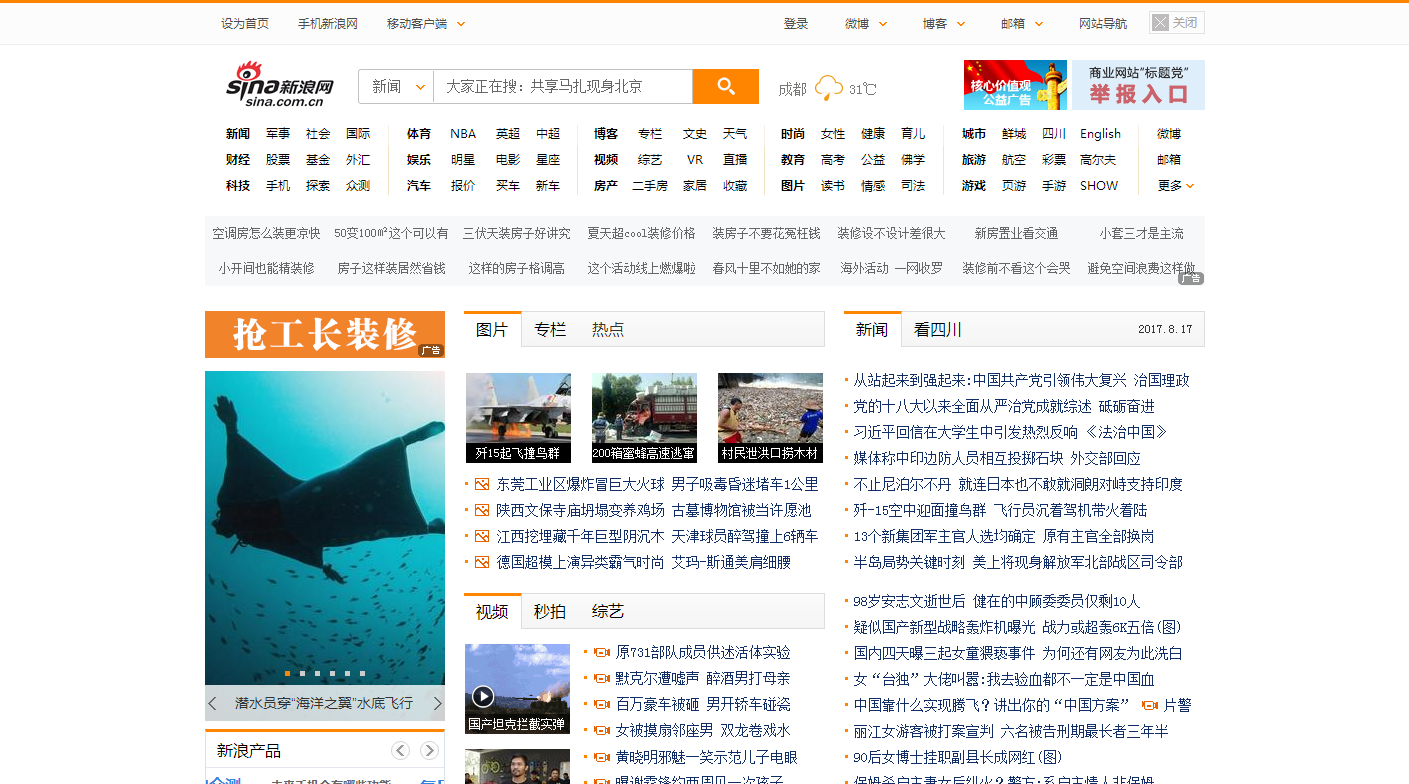 设为首页 手机新浪网 移动客户端 登录 微博 博客 邮箱 网站导航 关闭
sina新浪网
sina.com.cn
新闻 大家正在搜：共享马扎现身北京
成都 31℃
核心价值观
公益广告
商业网站"标题党"
举报入口
新闻 军事 社会 国际 体育 NBA 英超 中超 博客 专栏 文史 天气 时尚 女性 健康 育儿 城市 鲜城 四川 English 微博
财经 股票 基金 外汇 娱乐 明星 电影 星座 视频 综艺 VR 直播 教育 高考 公益 佛学 旅游 航空 彩票 高尔夫 邮箱
科技 手机 探索 众测 汽车 报价 买车 新车 房产 二手房 家居 收藏 图片 读书 情感 司法 游戏 页游 手游 SHOW 更多
空调房怎么装更凉快 50变100㎡这个可以有 三伏天装房子好讲究 夏天超cool装修价格 装房子不要花冤枉钱 装修设不设计差很大 新房置业看交通 小套三才是主流
小开间也能精装修 房子这样装居然省钱 这样的房子格调高 这个活动线上燃爆啦 春风十里不如她的家 海外活动 一网收罗 装修前不看这个会哭 避免空间浪费这样做
广告
抢工长装修
广告
潜水员穿“海洋之翼”水底飞行
新浪产品
图片 专栏 热点
歼15起飞撞鸟群
200箱蜜蜂高速逃窜
村民泄洪口捞木材
东莞工业区爆炸冒巨大火球 男子吸毒昏迷堵车1公里
陕西文保寺庙坍塌变养鸡场 古墓博物馆被当许愿池
江西挖埋藏千年巨型阴沉木 天津球员醉驾撞上6辆车
德国超模上演异类霸气时尚 艾玛-斯通美肩细腰
视频 秒拍 综艺
国产坦克拦截实弹
原731部队成员供述活体实验
默克尔遭嘘声 醉酒男打母亲
百万豪车被砸 男开轿车碰瓷
女被摸扇邻座男 双龙卷戏水
黄晓明邪魅一笑示范儿子电眼
曝谢霆锋约两周见一次孩子
新闻 看四川 2017.8.17
从站起来到强起来:中国共产党引领伟大复兴 治国理政
党的十八大以来全面从严治党成就综述 砥砺奋进
习近平回信在大学生中引发热烈反响 《法治中国》
媒体称中印边防人员相互投掷石块 外交部回应
不止尼泊尔不丹 就连日本也不敢就洞朗对峙支持印度
歼-15空中迎面撞鸟群 飞行员沉着驾机带火着陆
13个新集团军主官人选均确定 原有主官全部换岗
半岛局势关键时刻 美上将现身解放军北部战区司令部
98岁安志文逝世后 健在的中顾委委员仅剩10人
疑似国产新型战略轰炸机曝光 战力或超轰6K五倍(图)
国内四天曝三起女童猥亵事件 为何还有网友为此洗白
女“台独”大佬叫嚣:我去验血都不一定是中国血
中国靠什么实现腾飞？讲出你的“中国方案” 片警
丽江女游客被打案宣判 六名被告刑期最长者三年半
90后女博士挂职副县长成网红(图)
保姆杀户主妻女后纵火？警方:系户主情人非保姆